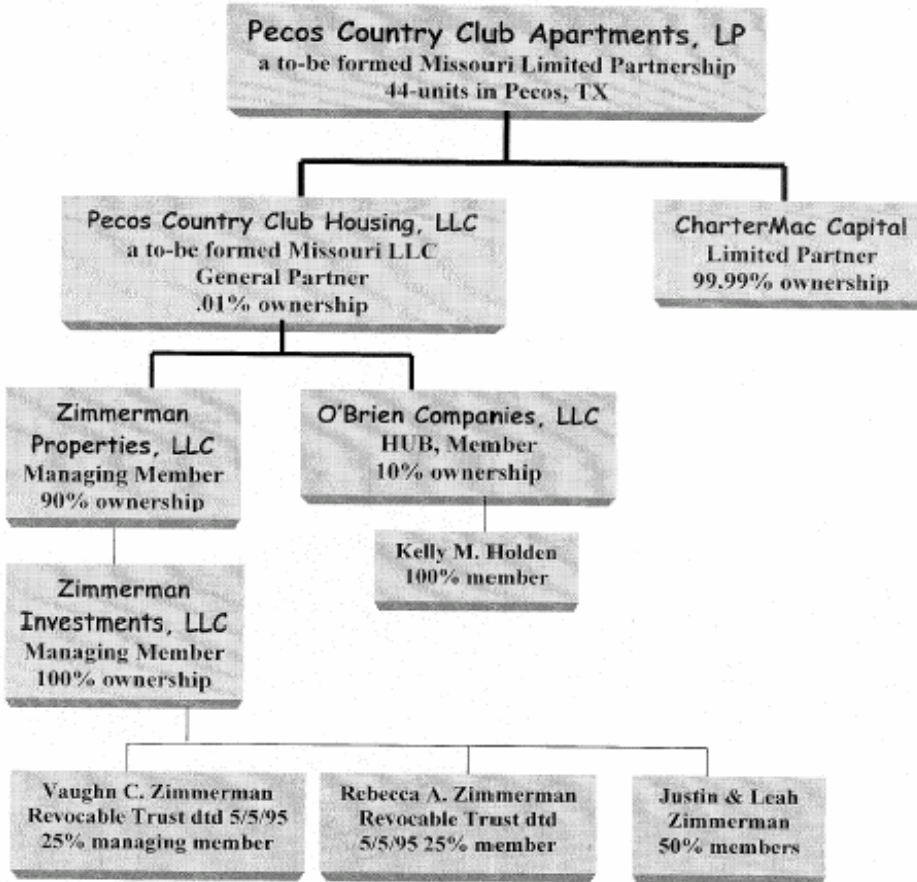 Pecos Country Club Apartments, LP
a to-be formed Missouri Limited Partnership
44-units in Pecos, TX
Pecos Country Club Housing, LLC
a to-be formed Missouri LLC
General Partner
.01% ownership
CharterMac Capital
Limited Partner
99.99% ownership
Zimmerman
Properties, LLC
Managing Member
90% ownership
O'Brien Companies, LLC
HUB, Member
10% ownership
Kelly M. Holden
100% member
Zimmerman
Investments, LLC
Managing Member
100% ownership
Vaughn C. Zimmerman
Revocable Trust dtd 5/5/95
25% managing member
Rebecca A. Zimmerman
Revocable Trust dtd
5/5/95 25% member
Justin & Leah
Zimmerman
50% members